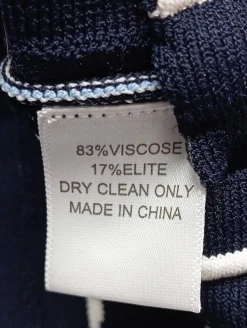 83%VISCOSE
17%ELITE
DRY CLEAN ONLY
MADE IN CHINA